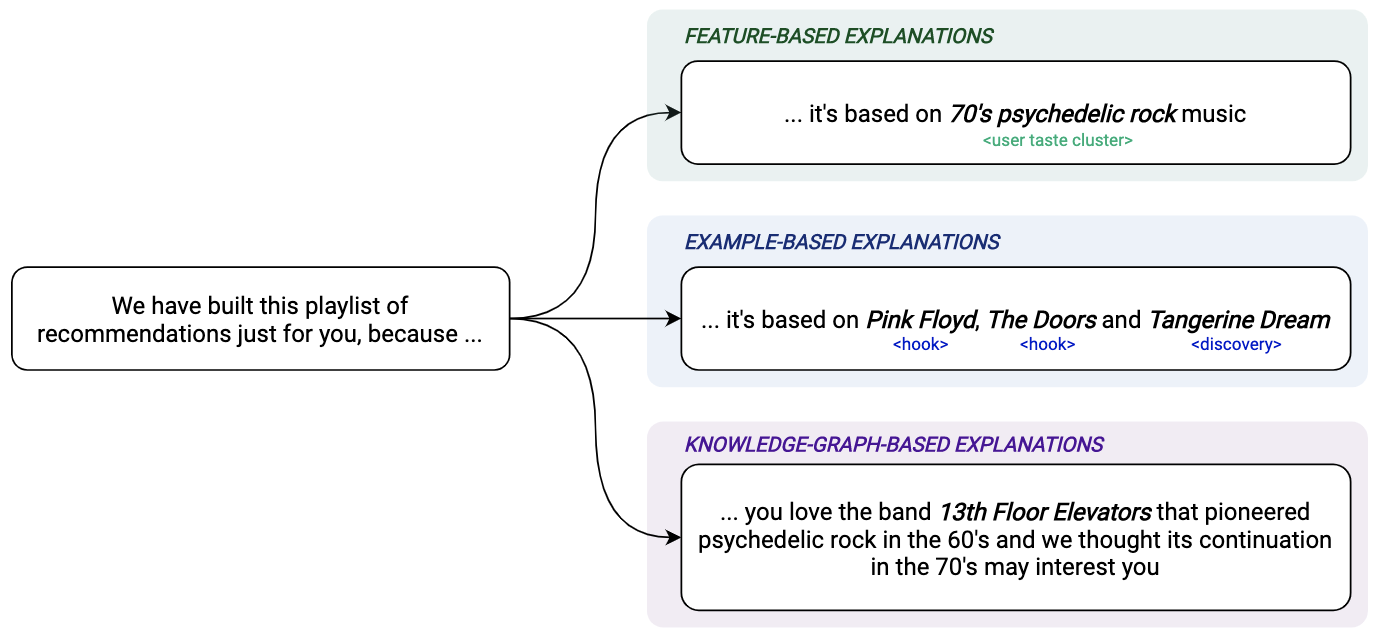 FEATURE-BASED EXPLANATIONS
... it's based on 70's psychedelic rock music
<user taste cluster>
We have built this playlist of
recommendations just for you, because ...
EXAMPLE-BASED EXPLANATIONS
... it's based on Pink Floyd, The Doors and Tangerine Dream
<hook> <hook> <discovery>
KNOWLEDGE-GRAPH-BASED EXPLANATIONS
... you love the band 13th Floor Elevators that pioneered
psychedelic rock in the 60's and we thought its continuation
in the 70's may interest you